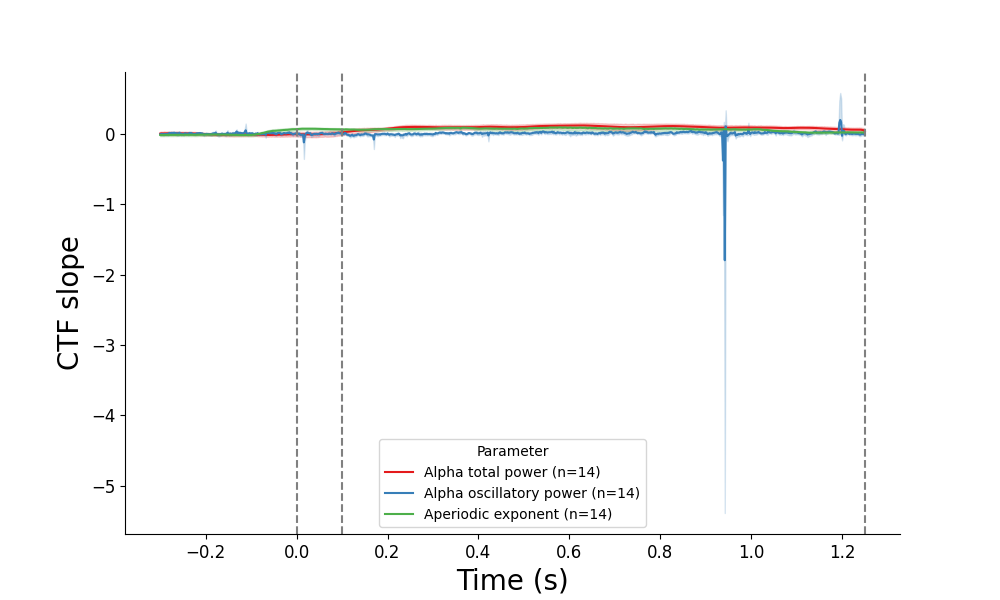 CTF slope
0
−1
−2
−3
−4
−5
Parameter
Alpha total power (n=14)
Alpha oscillatory power (n=14)
Aperiodic exponent (n=14)
−0.2
0.0
0.2
0.4
0.6
0.8
1.0
1.2
Time (s)